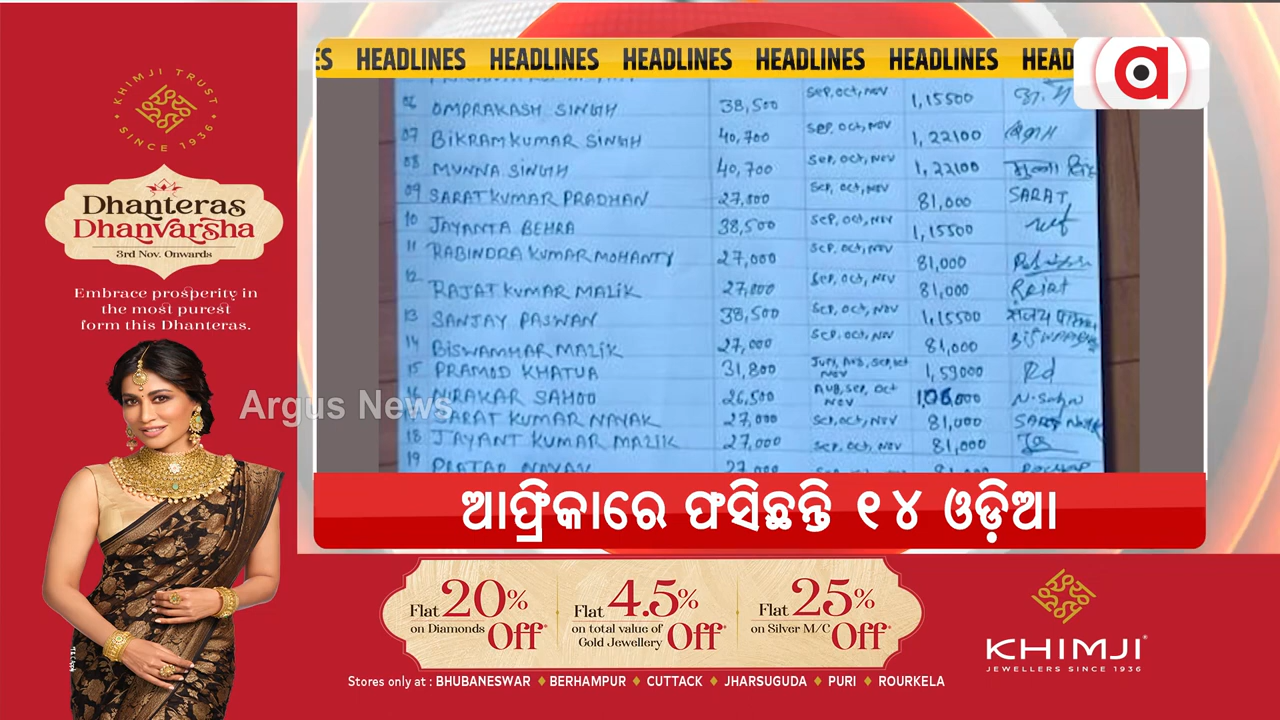 KHIMJI TRUST
SINCE 1936
Dhanteras
Dhanvarsha
3rd Nov. Onwards
Embrace prosperity in
the most purest
form this Dhanteras.
HEADLINES HEADLINES HEADLINES HEADLINES HEADLINES HEAD
a
06 OMPRAKASH SINGH 38,500 Sep, Oct, Nov 1,15500
07 BIKRAM KUMAR SINGH 40,700 Sep, Oct, Nov 1,22100
08 MUNNA SINGH 40,700 Sep, Oct, Nov 1,22100
09 SARAT KUMAR PRADHAN 27,000 Sep, Oct, Nov 81,000 SARAT
10 JAYANTA BEHRA 38,500 Sep, Oct, Nov 1,15500
11 RABINDRA KUMAR MOHANTY 27,000 Sep, Oct, Nov 81,000
12 RAJAT KUMAR MALIK 27,000 Sep, Oct, Nov 81,000 Rajat
13 SANJAY PASWAN 38,500 Sep, Oct, Nov 1,15500
14 BISWAMHAR MALIK 27,000 Sep, Oct, Nov 81,000
15 PRAMOD KHATUA 31,800 Nov 1,59000
16 NIRAKAR SAHOO 26,500 Aug, Sep, Oct Nov
SARAT KUMAR NAYAK 27,000 Sep, Oct, Nov 81,000
18 JAYANT KUMAR MALIK 27,000 Sep, Oct, Nov 81,000
19 PRATAP NAYAK 27,000
Argus News
ଆଫ୍ରିକାରେ ଫସିଛନ୍ତି ୧୪ ଓଡ଼ିଆ
Flat 20% Off*
on Diamonds
Flat 4.5% Off*
on total value of
Gold Jewellery
Flat 25% Off*
on Silver M/C
KHIMJI
JEWELLERS SINCE 1936
Stores only at : BHUBANESWAR BERHAMPUR CUTTACK JHARSUGUDA PURI ROURKELA